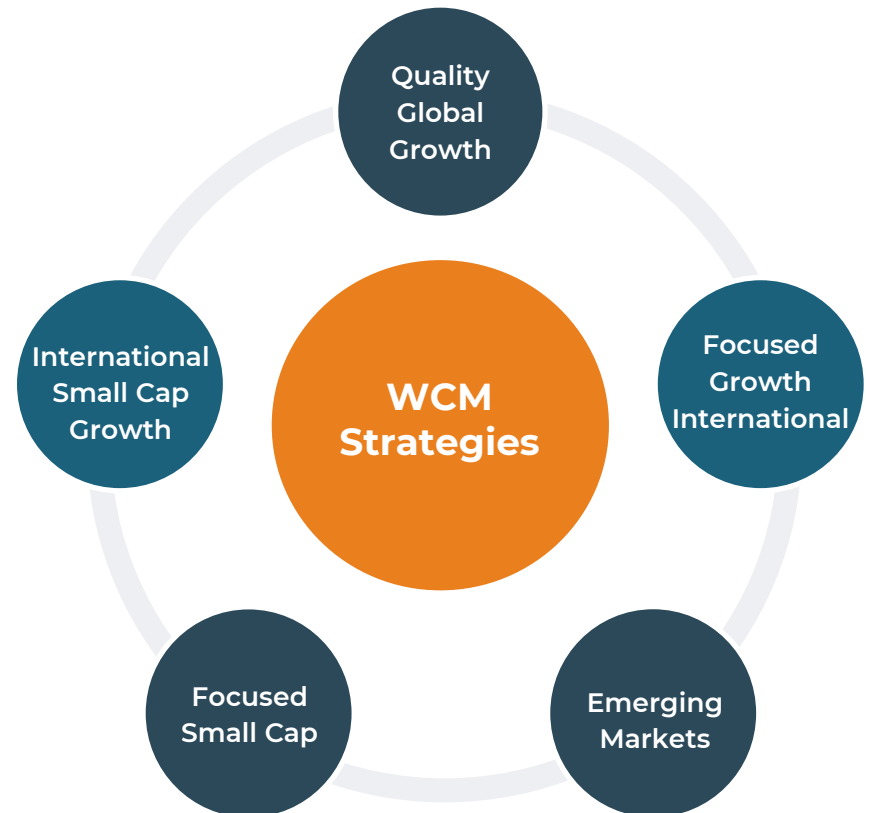 Quality
Global
Growth
International
Small Cap
Growth
WCM
Strategies
Focused
Growth
International
Focused
Small Cap
Emerging
Markets